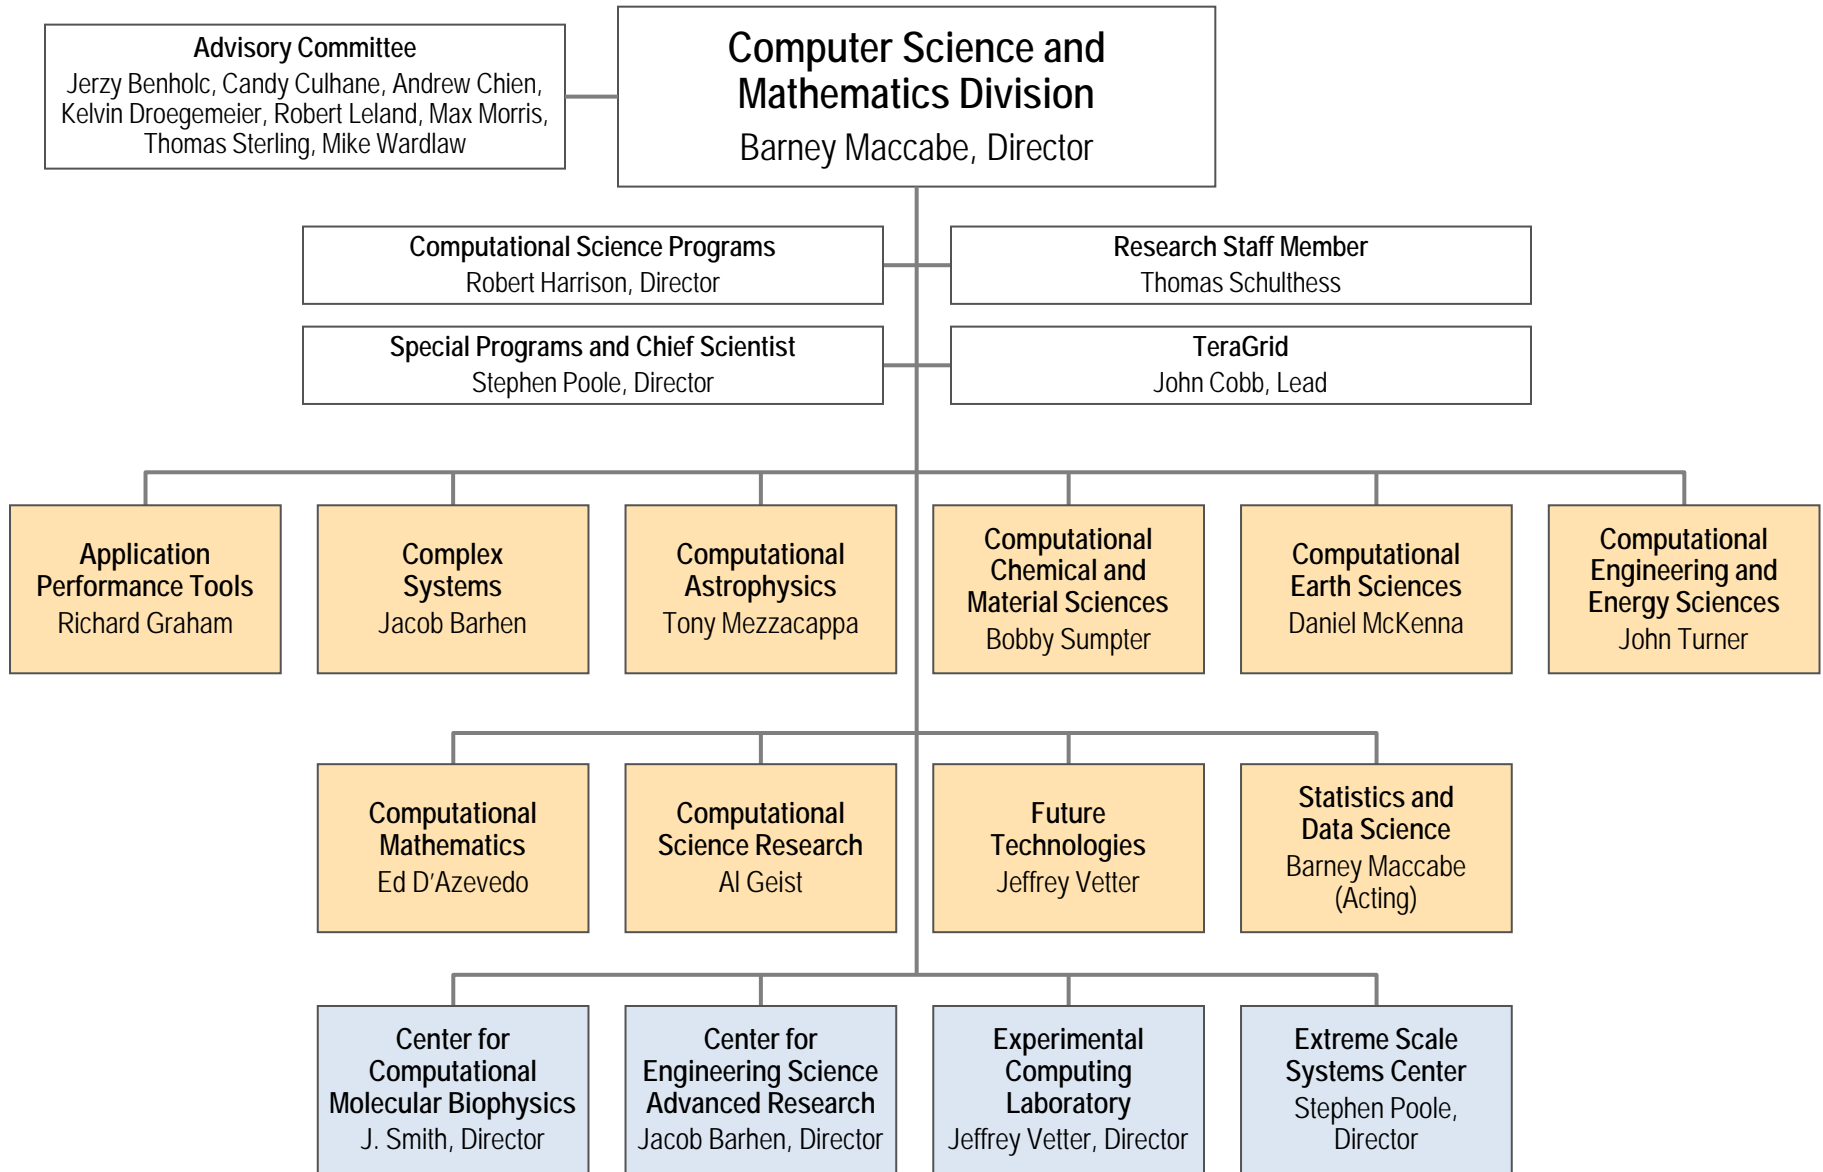 Advisory Committee
Jerzy Benholc, Candy Culhane, Andrew Chien,
Kelvin Droegemeier, Robert Leland, Max Morris,
Thomas Sterling, Mike Wardlaw
Computer Science and
Mathematics Division
Barney Maccabe, Director
Computational Science Programs
Robert Harrison, Director
Research Staff Member
Thomas Schulthess
Special Programs and Chief Scientist
Stephen Poole, Director
TeraGrid
John Cobb, Lead
Application
Performance Tools
Richard Graham
Complex
Systems
Jacob Barhen
Computational
Astrophysics
Tony Mezzacappa
Computational
Chemical and
Material Sciences
Bobby Sumpter
Computational
Earth Sciences
Daniel McKenna
Computational
Engineering and
Energy Sciences
John Turner
Computational
Mathematics
Ed D’Azevedo
Computational
Science Research
Al Geist
Future
Technologies
Jeffrey Vetter
Statistics and
Data Science
Barney Maccabe
(Acting)
Center for
Computational
Molecular Biophysics
J. Smith, Director
Center for
Engineering Science
Advanced Research
Jacob Barhen, Director
Experimental
Computing
Laboratory
Jeffrey Vetter, Director
Extreme Scale
Systems Center
Stephen Poole,
Director